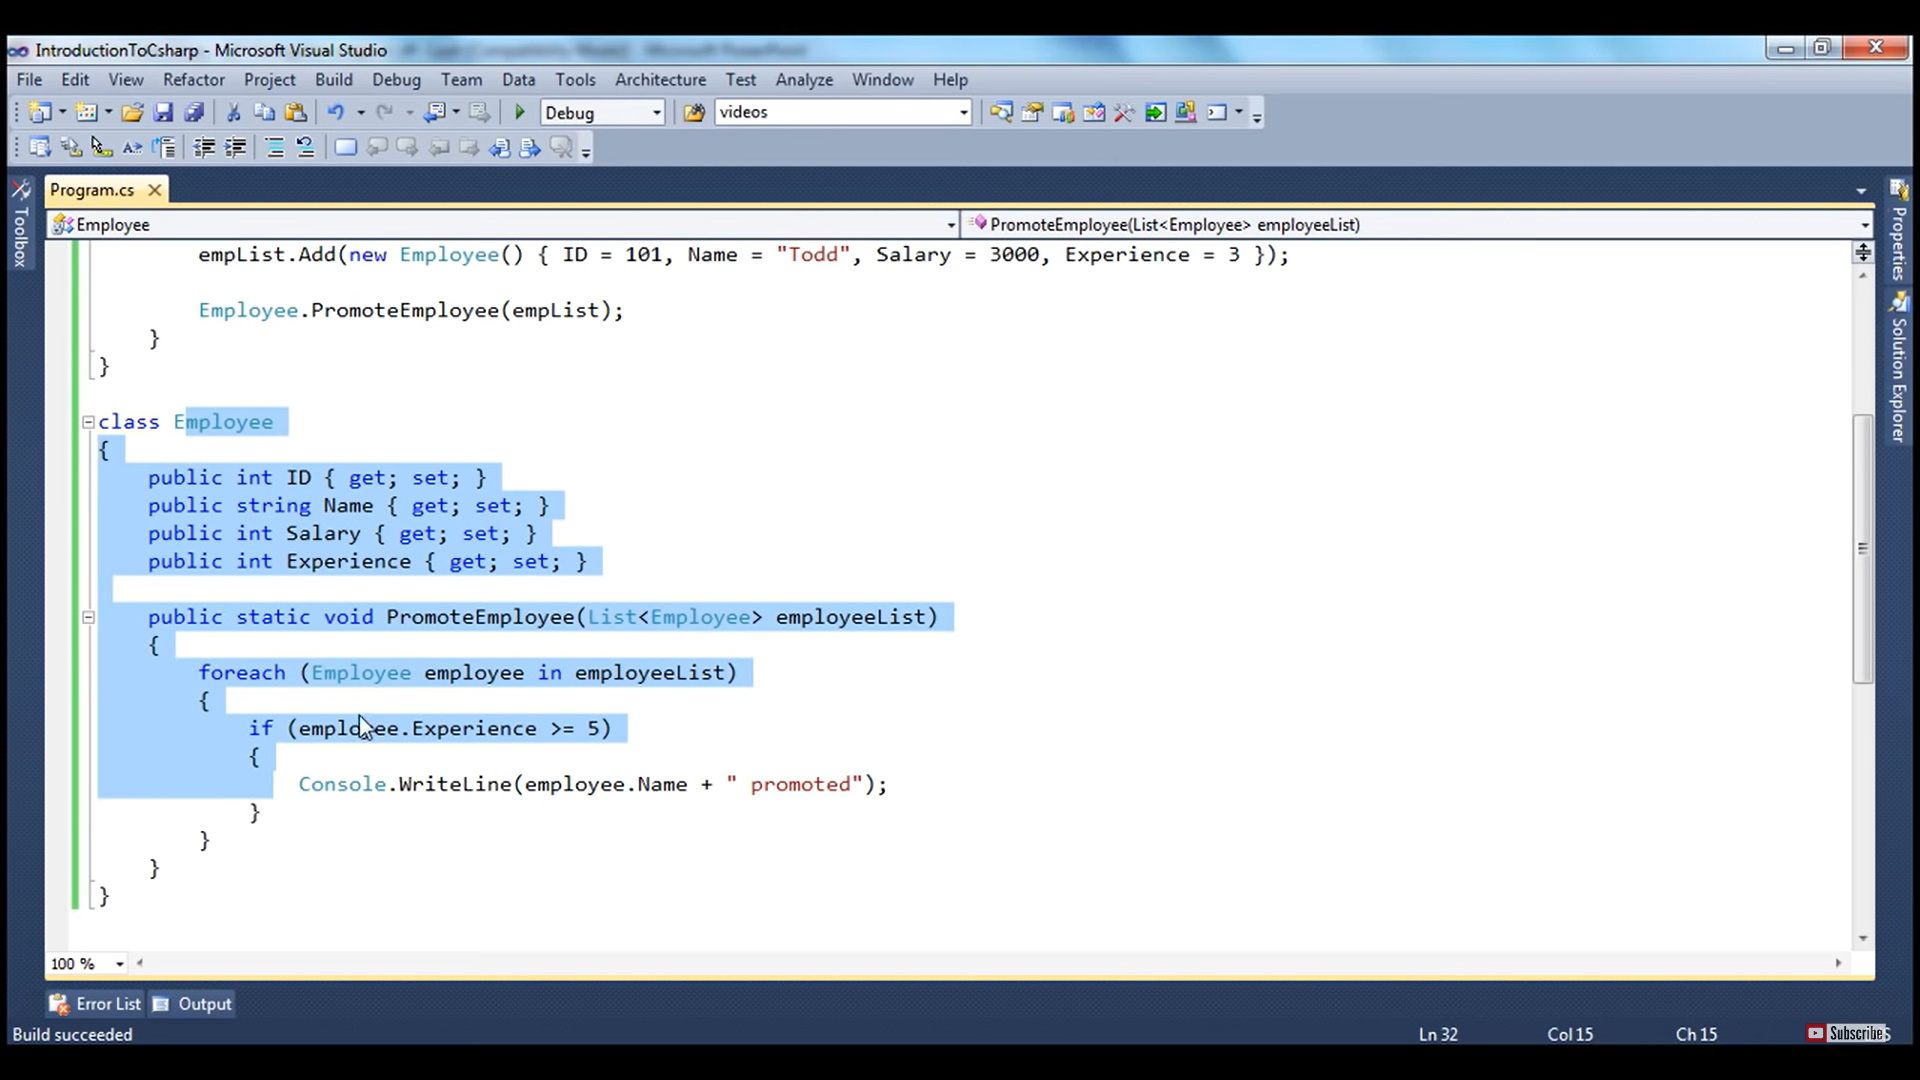 IntroductionToCsharp - Microsoft Visual Studio
File Edit View Refactor Project Build Debug Team Data Tools Architecture Test Analyze Window Help
Debug videos
Program.cs
Employee PromoteEmployee(List<Employee> employeeList)
Toolbox
Properties
Solution Explorer
empList.Add(new Employee() { ID = 101, Name = "Todd", Salary = 3000, Experience = 3 });
Employee.PromoteEmployee(empList);
}
}
class Employee
{
public int ID { get; set; }
public string Name { get; set; }
public int Salary { get; set; }
public int Experience { get; set; }
public static void PromoteEmployee(List<Employee> employeeList)
{
foreach (Employee employee in employeeList)
{
if (employee.Experience >= 5)
{
Console.WriteLine(employee.Name + " promoted");
}
}
}
}
100 %
Error List Output
Build succeeded Ln 32 Col 15 Ch 15 Subscribe